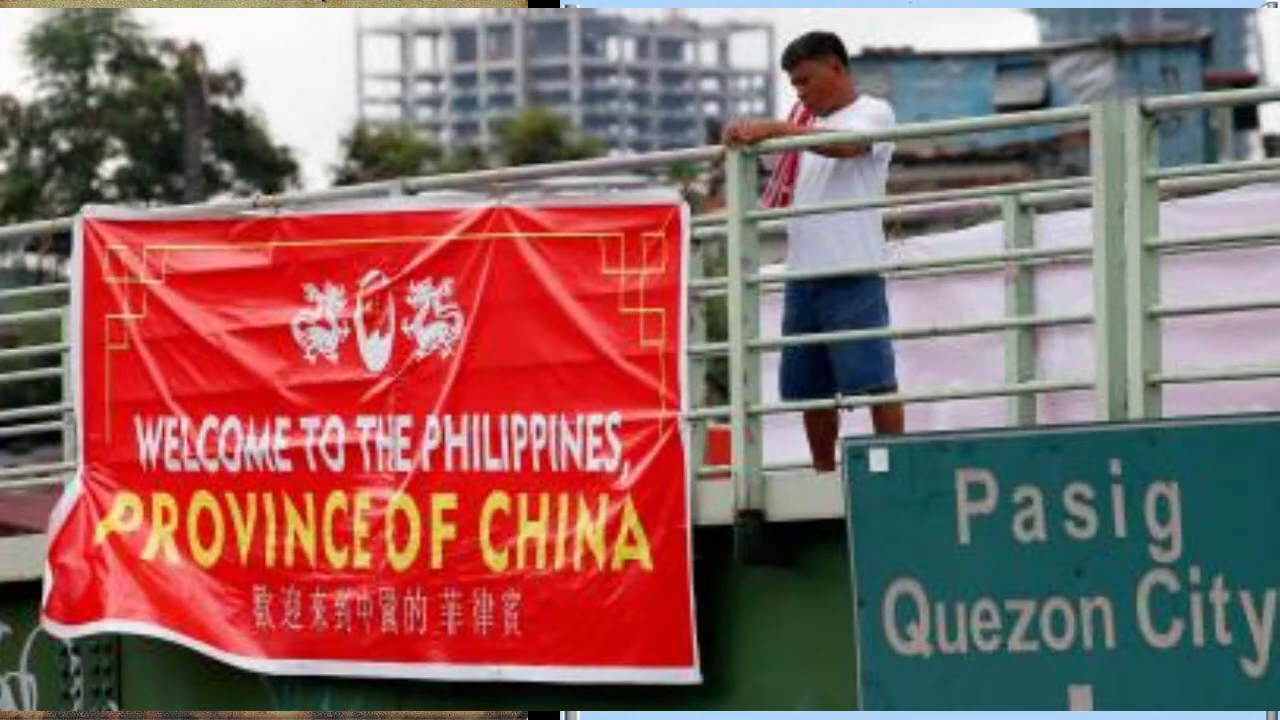 WELCOME TO THE PHILIPPINES,
PROVINCE OF CHINA
歡迎來到中國的 菲律賓
Pasig
Quezon City